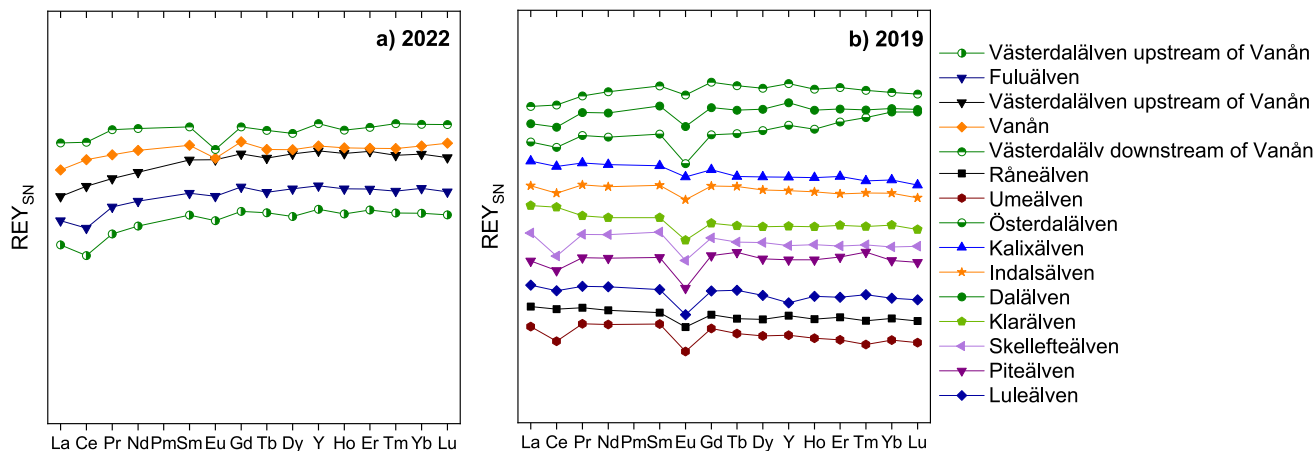 a) 2022
b) 2019
REY_SN
La Ce Pr Nd Pm Sm Eu Gd Tb Dy Y Ho Er Tm Yb Lu
REY_SN
La Ce Pr Nd Pm Sm Eu Gd Tb Dy Y Ho Er Tm Yb Lu
Västerdalälven upstream of Vanån
Fuluälven
Västerdalälven upstream of Vanån
Vanån
Västerdalälv downstream of Vanån
Råneälven
Umeälven
Österdalälven
Kalixälven
Indalsälven
Dalälven
Klarälven
Skellefteälven
Piteälven
Luleälven